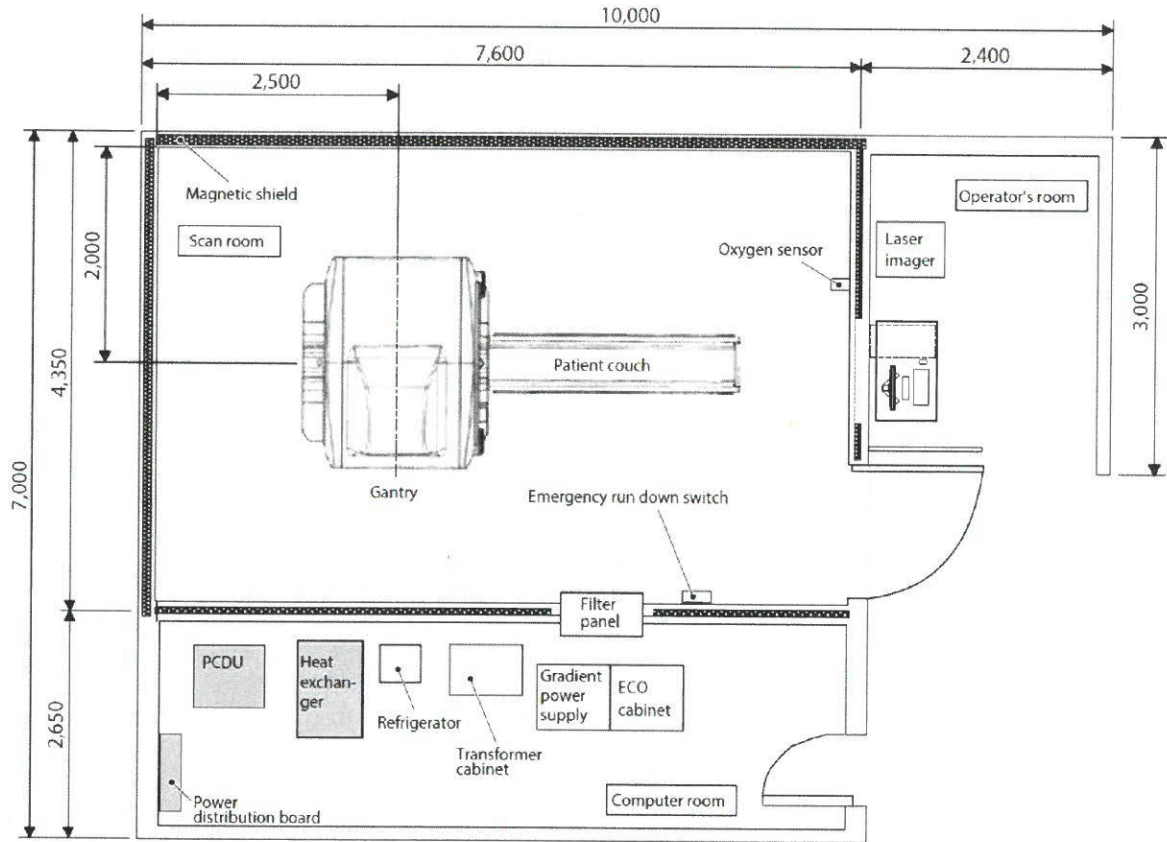 10,000
7,600
2,400
2,500
Magnetic shield
Operator's room
Scan room
Laser
imager
Oxygen sensor
2,000
3,000
4,350
Patient couch
7,000
Gantry
Emergency run down switch
Filter
panel
PCDU
Heat
exchan-
ger
Gradient
power
supply
ECO
cabinet
Refrigerator
2,650
Transformer
cabinet
Power
distribution board
Computer room